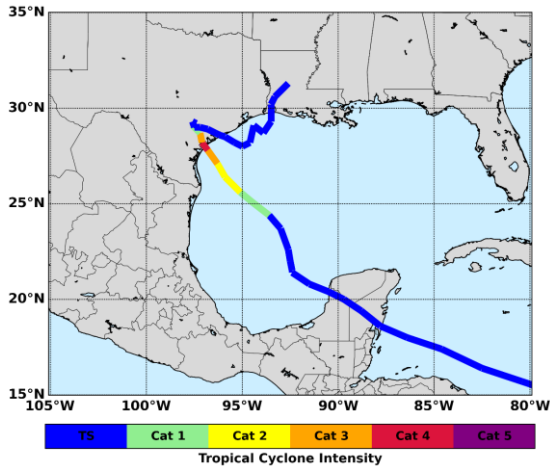 35°N
30°N
25°N
20°N
15°N
105°W 100°W 95°W 90°W 85°W 80°W
TS Cat 1 Cat 2 Cat 3 Cat 4 Cat 5
Tropical Cyclone Intensity